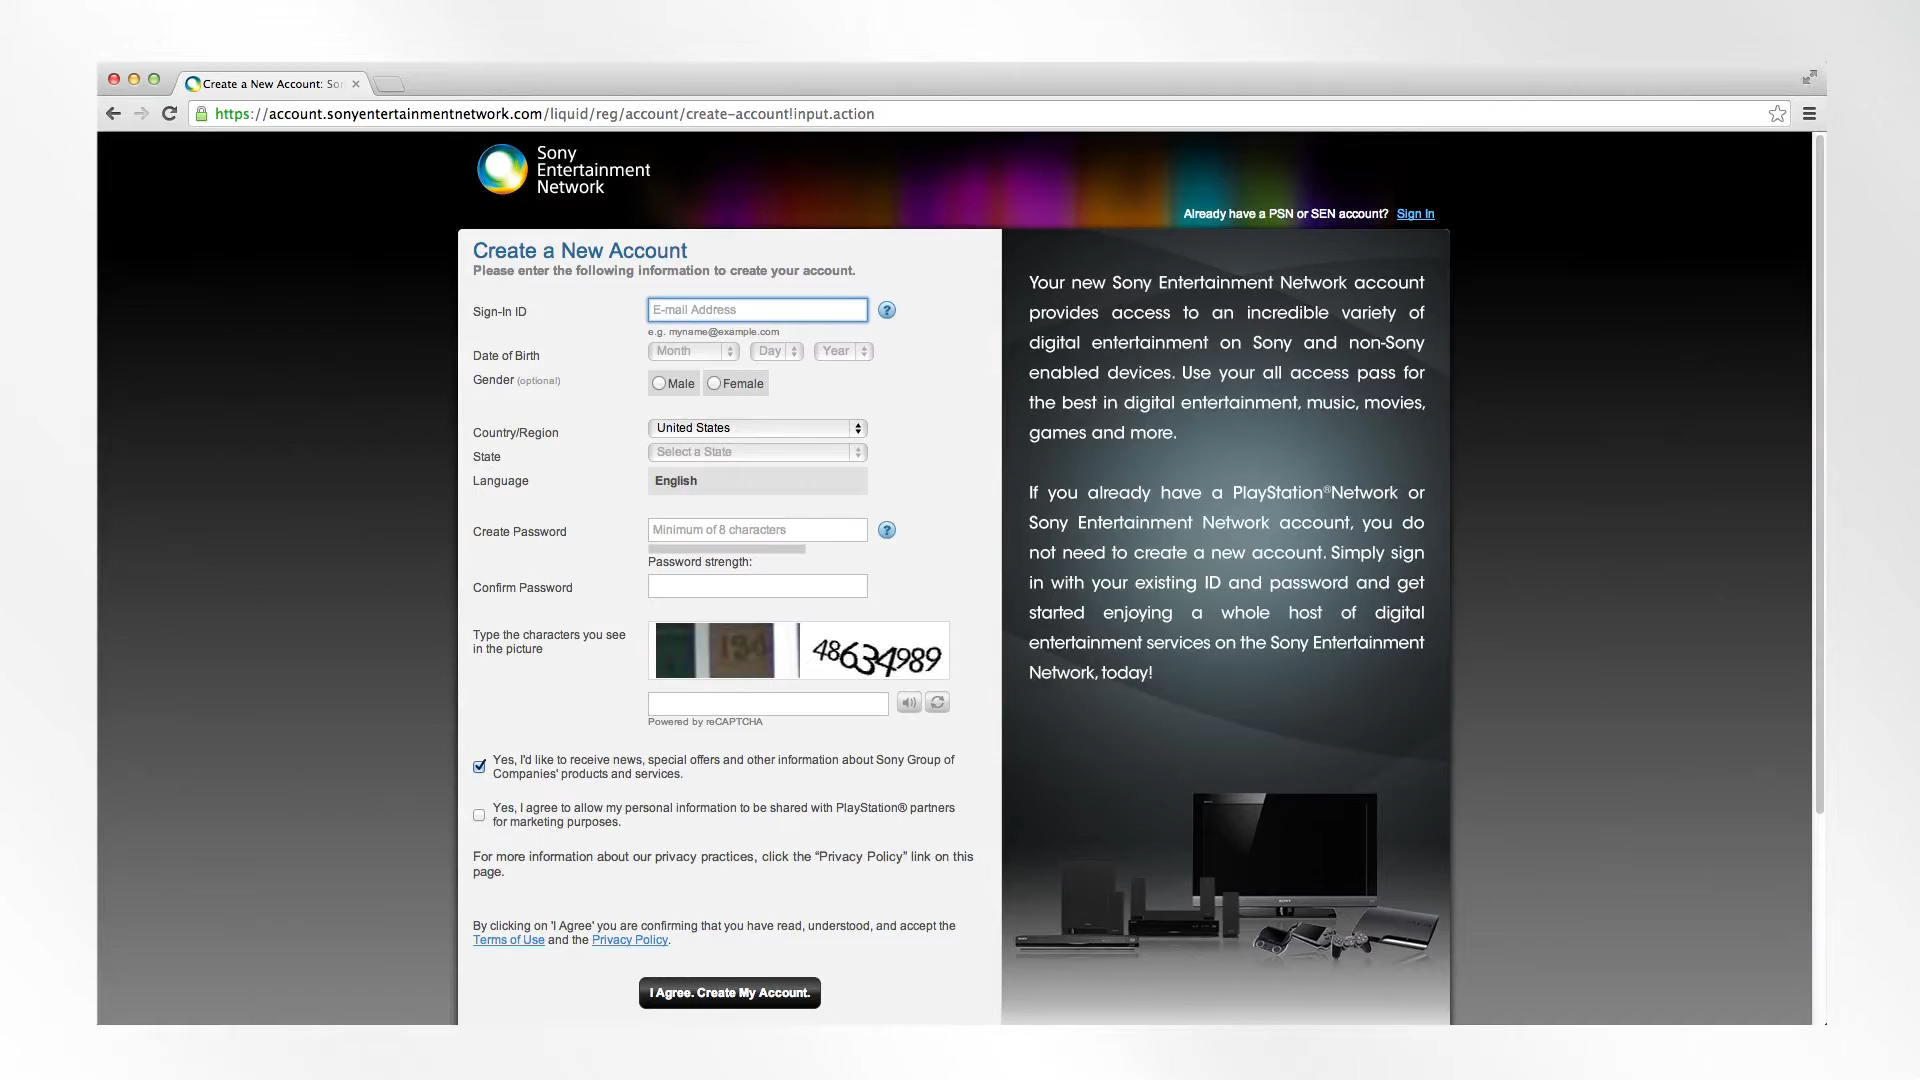 Create a New Account: So
https://account.sonyentertainmentnetwork.com/liquid/reg/account/create-account!input.action
Sony
Entertainment
Network
Already have a PSN or SEN account? Sign In
Create a New Account
Please enter the following information to create your account.
Sign-In ID
E-mail Address
e.g. myname@example.com
Date of Birth
Month Day Year
Gender (optional)
Male Female
Country/Region
United States
State
Select a State
Language
English
Create Password
Minimum of 8 characters
Password strength:
Confirm Password
Type the characters you see
in the picture
48634989
Powered by reCAPTCHA
Yes, I'd like to receive news, special offers and other information about Sony Group of
Companies' products and services.
Yes, I agree to allow my personal information to be shared with PlayStation® partners
for marketing purposes.
For more information about our privacy practices, click the “Privacy Policy” link on this
page.
By clicking on 'I Agree' you are confirming that you have read, understood, and accept the
Terms of Use and the Privacy Policy.
I Agree. Create My Account.
Your new Sony Entertainment Network account
provides access to an incredible variety of
digital entertainment on Sony and non-Sony
enabled devices. Use your all access pass for
the best in digital entertainment, music, movies,
games and more.
If you already have a PlayStation®Network or
Sony Entertainment Network account, you do
not need to create a new account. Simply sign
in with your existing ID and password and get
started enjoying a whole host of digital
entertainment services on the Sony Entertainment
Network, today!
SONY